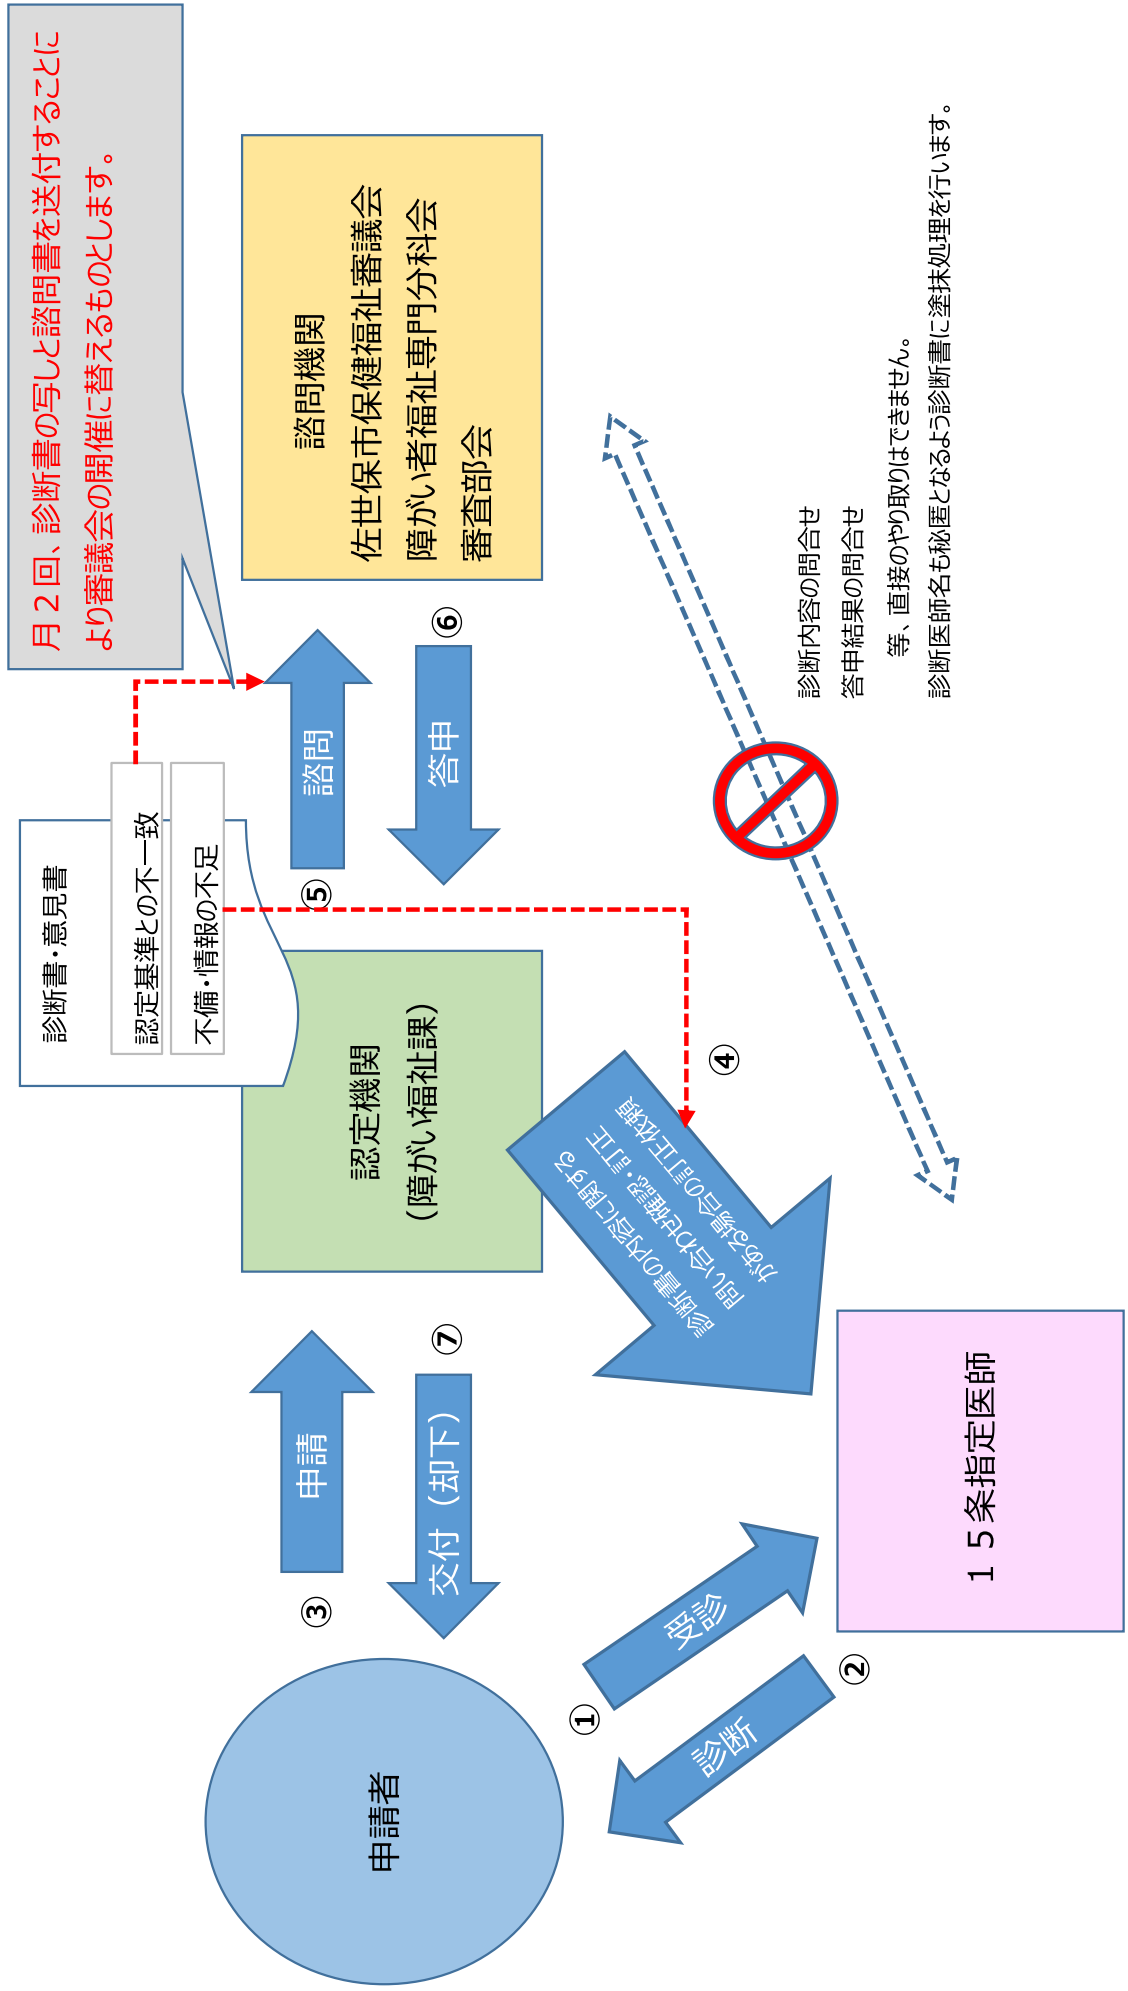 月２回、診断書の写しと諮問書を送付することに
より審議会の開催に替えるものとします。
診断書・意見書
認定基準との不一致
不備・情報の不足
申請者
③
申請
交付（却下）
⑦
認定機関
（障がい福祉課）
⑤
諮問
答申
⑥
諮問機関
佐世保市保健福祉審議会
障がい者福祉専門分科会
審査部会
①
受診
診断
②
診断書の内容に関する
問い合わせ確認・訂正
がある場合の訂正依頼
④
１５条指定医師
診断内容の問合せ
答申結果の問合せ
等、直接のやり取りはできません。
診断医師名も秘匿となるよう診断書に塗抹処理を行います。